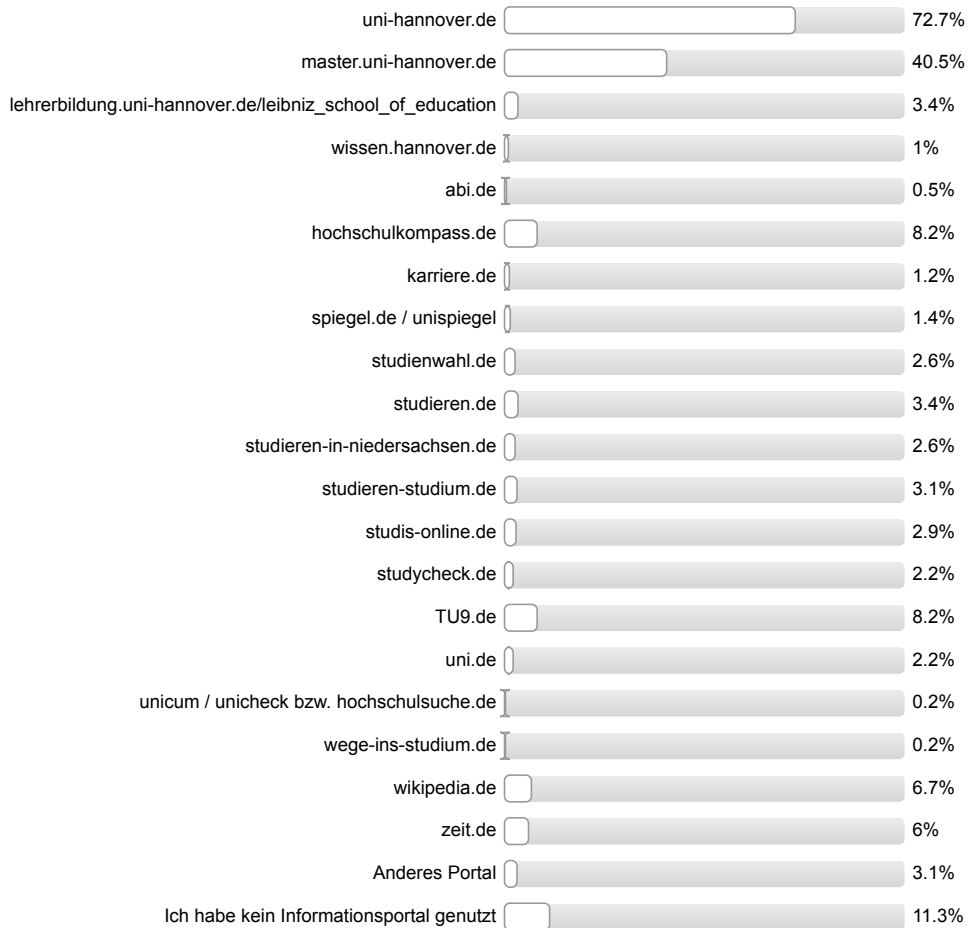 uni-hannover.de 72.7%
master.uni-hannover.de 40.5%
lehrerbildung.uni-hannover.de/leibniz_school_of_education 3.4%
wissen.hannover.de 1%
abi.de 0.5%
hochschulkompass.de 8.2%
karriere.de 1.2%
spiegel.de / unispiegel 1.4%
studienwahl.de 2.6%
studieren.de 3.4%
studieren-in-niedersachsen.de 2.6%
studieren-studium.de 3.1%
studis-online.de 2.9%
studycheck.de 2.2%
TU9.de 8.2%
uni.de 2.2%
unicum / unicheck bzw. hochschulsuche.de 0.2%
wege-ins-studium.de 0.2%
wikipedia.de 6.7%
zeit.de 6%
Anderes Portal 3.1%
Ich habe kein Informationsportal genutzt 11.3%